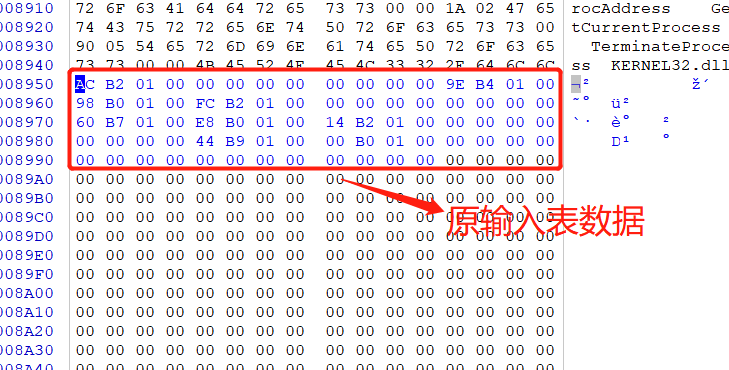 008910 72 6F 63 41 64 64 72 65 73 73 00 00 1A 02 47 65 rocAddress Ge
008920 74 43 75 72 72 65 6E 74 50 72 6F 63 65 73 73 00 tCurrentProcess
008930 90 05 54 65 72 6D 69 6E 61 74 65 50 72 6F 63 65 TerminateProce
008940 73 73 00 00 4B 45 52 4E 45 4C 33 32 2E 64 6C 6C ss KERNEL32.dll
008950 AC B2 01 00 00 00 00 00 00 00 00 00 9E B4 01 00 ¬² ž´
008960 98 B0 01 00 FC B2 01 00 00 00 00 00 00 00 00 00 ˜° ü²
008970 60 B7 01 00 E8 B0 01 00 14 B2 01 00 00 00 00 00 `· è° ²
008980 00 00 00 00 44 B9 01 00 00 B0 01 00 00 00 00 00 D¹ °
008990 00 00 00 00 00 00 00 00 00 00 00 00 00 00 00 00
0089A0 00 00 00 00 00 00 00 00 00 00 00 00 00 00 00 00
0089B0 00 00 00 00 00 00 00 00 00 00 00 00 00 00 00 00
0089C0 00 00 00 00 00 00 00 00 00 00 00 00 00 00 00 00
原输入表数据
0089D0 00 00 00 00 00 00 00 00 00 00 00 00 00 00 00 00
0089E0 00 00 00 00 00 00 00 00 00 00 00 00 00 00 00 00
0089F0 00 00 00 00 00 00 00 00 00 00 00 00 00 00 00 00
008A00 00 00 00 00 00 00 00 00 00 00 00 00 00 00 00 00
008A10 00 00 00 00 00 00 00 00 00 00 00 00 00 00 00 00
008A20 00 00 00 00 00 00 00 00 00 00 00 00 00 00 00 00
008A30 00 00 00 00 00 00 00 00 00 00 00 00 00 00 00 00
008A40 00 00 00 00 00 00 00 00 00 00 00 00 00 00 00 00